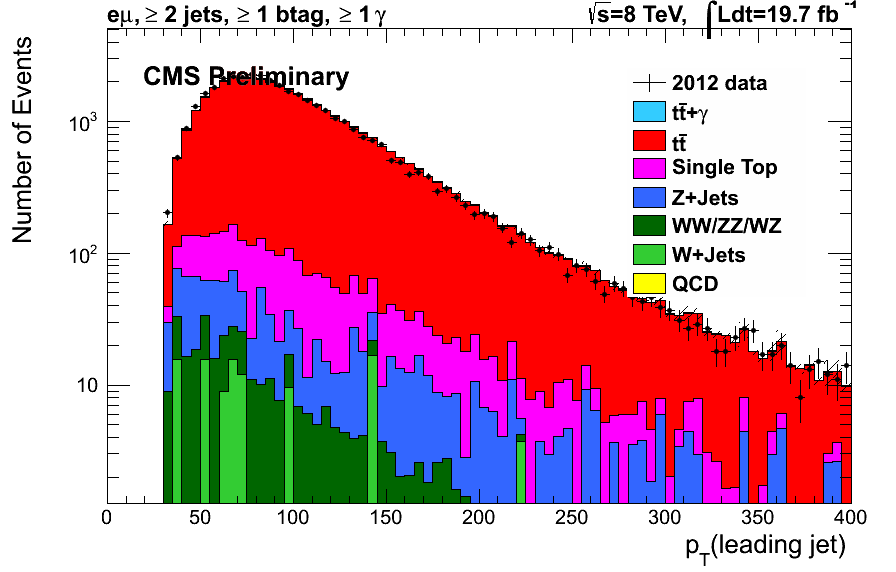 eμ, ≥ 2 jets, ≥ 1 btag, ≥ 1 γ
√s=8 TeV, ∫Ldt=19.7 fb⁻¹
CMS Preliminary
2012 data
tt̄+γ
tt̄
Single Top
Z+Jets
WW/ZZ/WZ
W+Jets
QCD
Number of Events
10³
10²
10
0 50 100 150 200 250 300 350 400
p_T(leading jet)